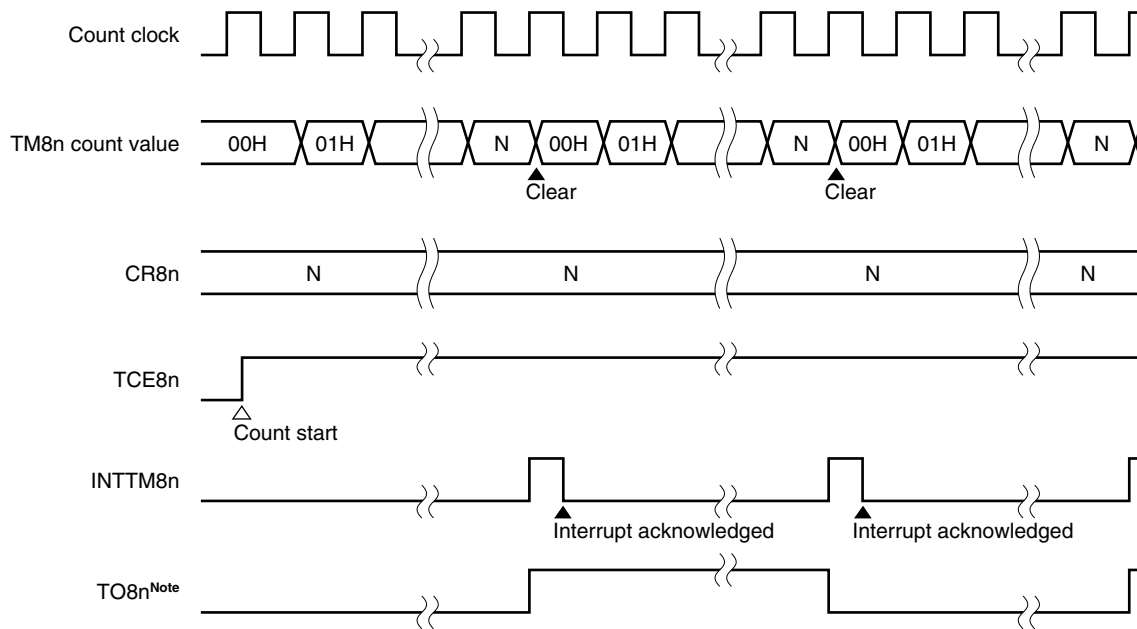 Count clock
TM8n count value 00H 01H N 00H 01H N 00H 01H N
Clear Clear
CR8n N N N N
TCE8n
Count start
INTTM8n
Interrupt acknowledged Interrupt acknowledged
TO8nNote